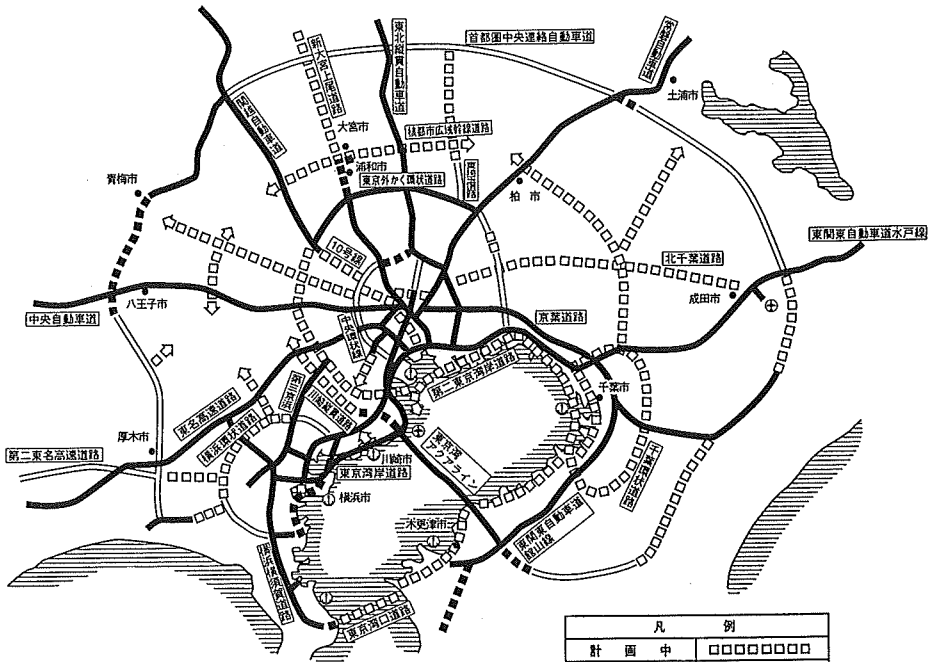 首都圏中央連絡自動車道
常磐自動車道
土浦市
東北縦貫自動車道
新大宮上尾道路
関越自動車道
大宮市
核都市広域幹線道路
浦和市
東京外かく環状道路
青梅市
柏市
東関東自動車道水戸線
10号線
北千葉道路
成田市
八王子市
中央自動車道
中央環状線
京葉道路
第二東京湾岸道路
千葉市
第三京浜
川崎縦貫道路
東名高速道路
横浜環状道路
厚木市
第二東名高速道路
川崎市
東京湾岸道路
東京湾アクアライン
横浜市
千葉環状道路
木更津市
東関東自動車道
館山線
横浜横須賀道路
東京湾口道路
凡例
計画中